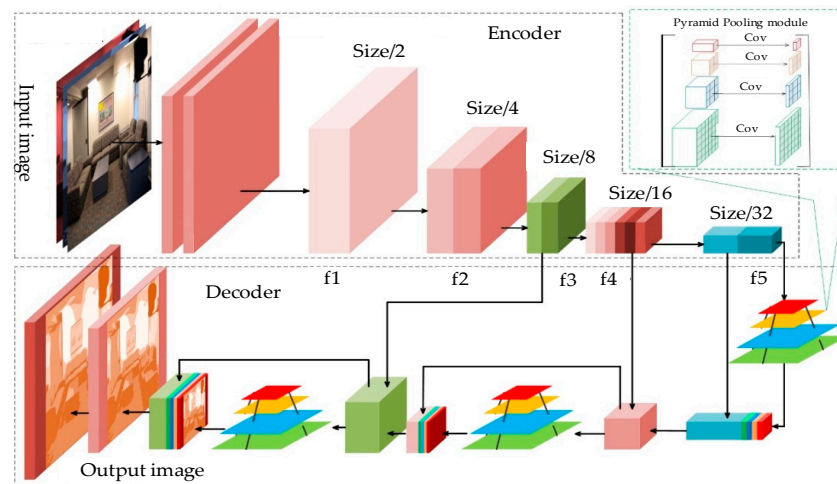 Encoder
Pyramid Pooling module
Cov
Cov
Cov
Cov
Input image
Size/2
Size/4
Size/8
Size/16
Size/32
f1
f2
f3
f4
f5
Decoder
Output image